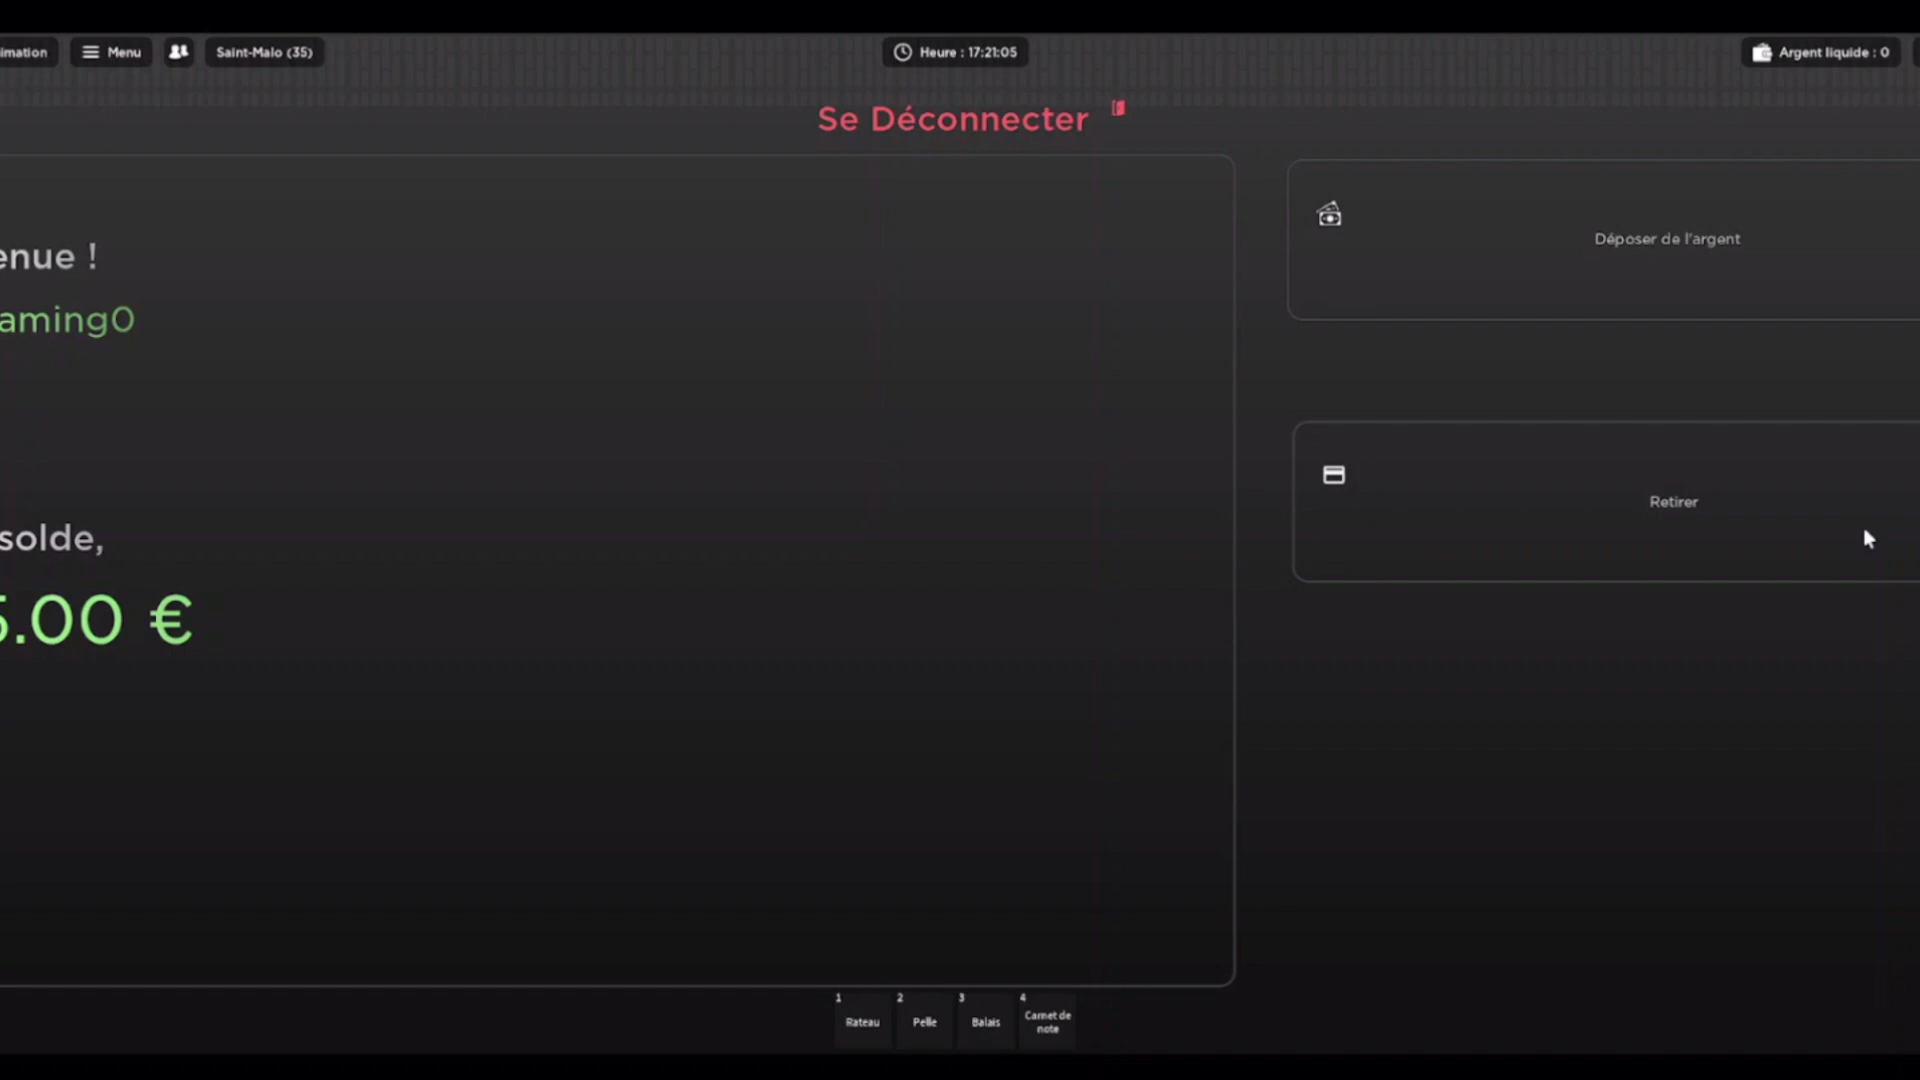 imation
Menu
Saint-Malo (35)
Heure : 17:21:05
Argent liquide : 0
Se Déconnecter
enue !
aming0
solde,
5.00 €
Déposer de l'argent
Retirer
1
Rateau
2
Pelle
3
Balais
4
Carnet de
note